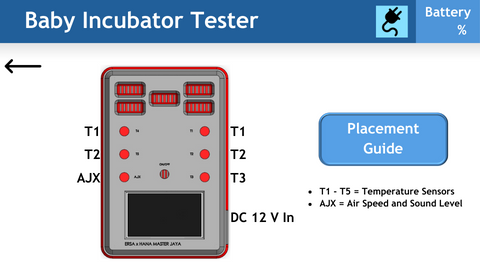 Baby Incubator Tester
Battery
%
T1
T2
AJX
T1
T2
T3
ON/OFF
DC 12 V In
ERSA x HANA MASTER JAYA
Placement
Guide
• T1 - T5 = Temperature Sensors
• AJX = Air Speed and Sound Level